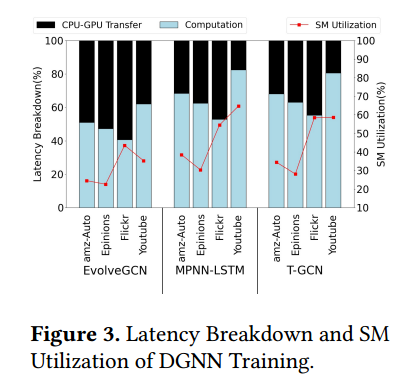 CPU-GPU Transfer Computation SM Utilization
Latency Breakdown(%)
100
80
60
40
20
0
100
90
80
70
60
50
40
30
20
10
SM Utilization(%)
amz-Auto Epinions Flickr Youtube amz-Auto Epinions Flickr Youtube amz-Auto Epinions Flickr Youtube
EvolveGCN MPNN-LSTM T-GCN
Figure 3. Latency Breakdown and SM
Utilization of DGNN Training.